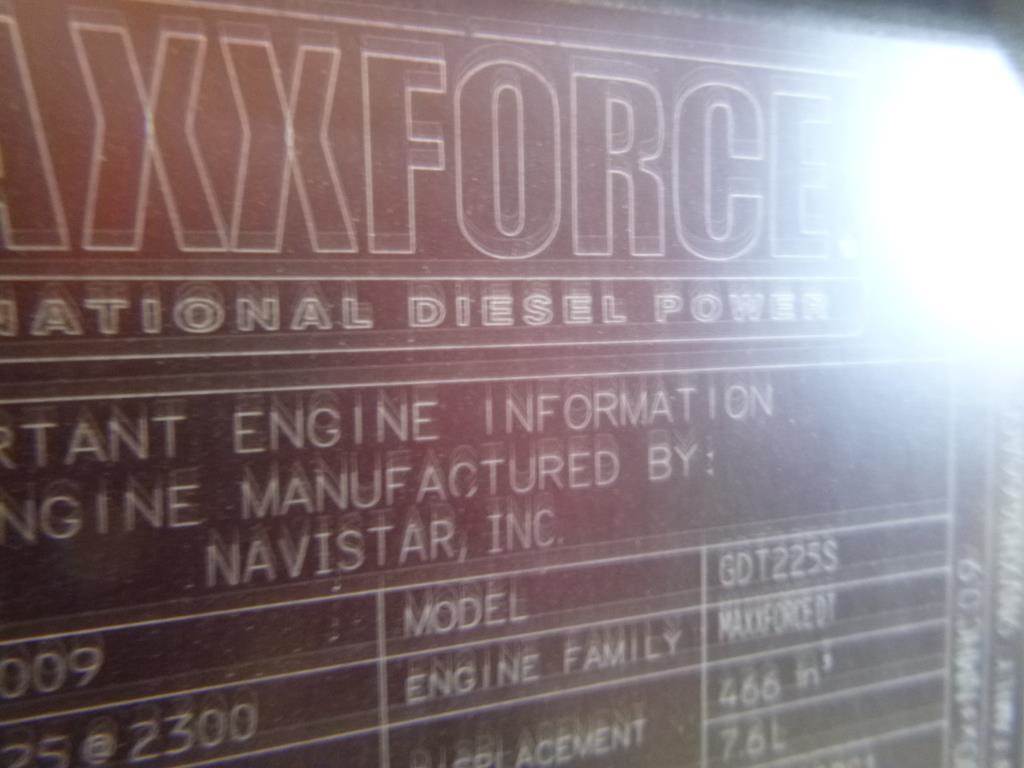 AXXFORCE.
NATIONAL DIESEL POWER
RTANT ENGINE INFORMATION
NGINE MANUFACTURED BY:
NAVISTAR, INC.
MODEL GDT225S
009 ENGINE FAMILY MAXXFORCE DT
25@2300 DISPLACEMENT 466 in³
7.6L